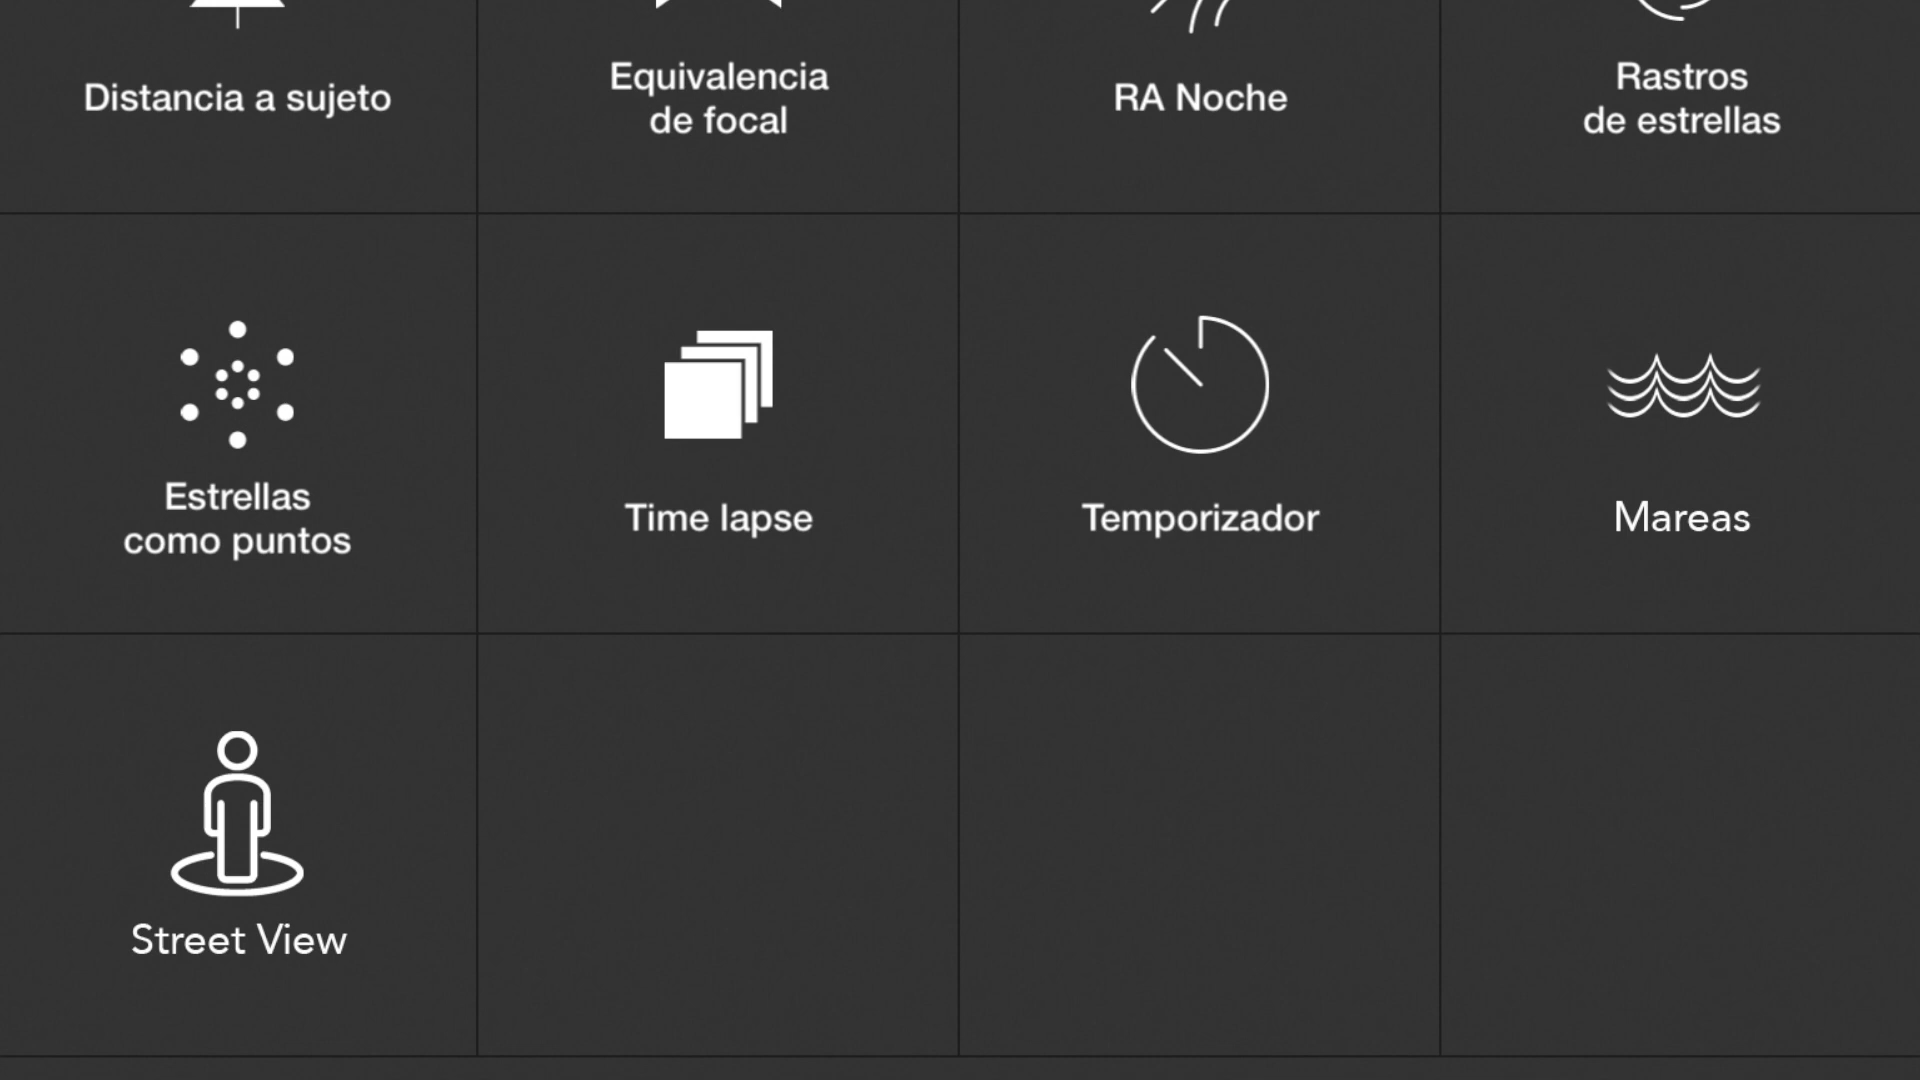 Distancia a sujeto
Equivalencia
de focal
RA Noche
Rastros
de estrellas
Estrellas
como puntos
Time lapse
Temporizador
Mareas
Street View